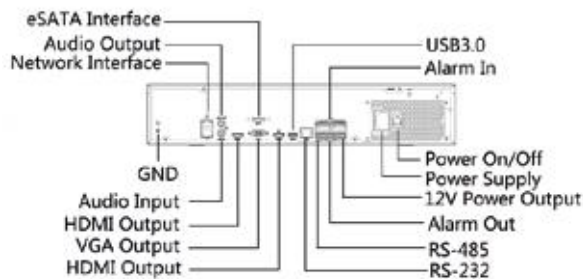 eSATA Interface
Audio Output
Network Interface
USB3.0
Alarm In
GND
Audio Input
HDMI Output
VGA Output
HDMI Output
Power On/Off
Power Supply
12V Power Output
Alarm Out
RS-485
RS-232